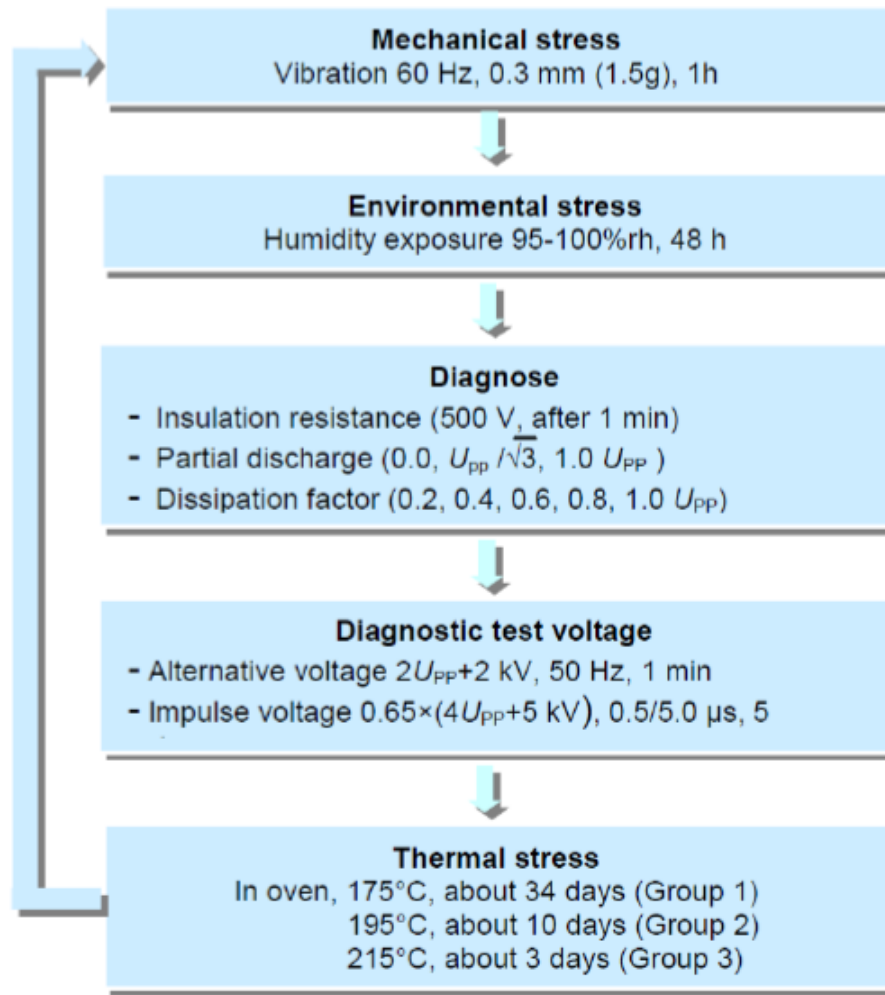 Mechanical stress
Vibration 60 Hz, 0.3 mm (1.5g), 1h
Environmental stress
Humidity exposure 95-100%rh, 48 h
Diagnose
- Insulation resistance (500 V, after 1 min)
- Partial discharge (0.0, Upp /√3, 1.0 UPP )
- Dissipation factor (0.2, 0.4, 0.6, 0.8, 1.0 UPP)
Diagnostic test voltage
- Alternative voltage 2UPP+2 kV, 50 Hz, 1 min
- Impulse voltage 0.65×(4UPP+5 kV), 0.5/5.0 µs, 5
Thermal stress
In oven, 175°C, about 34 days (Group 1)
195°C, about 10 days (Group 2)
215°C, about 3 days (Group 3)